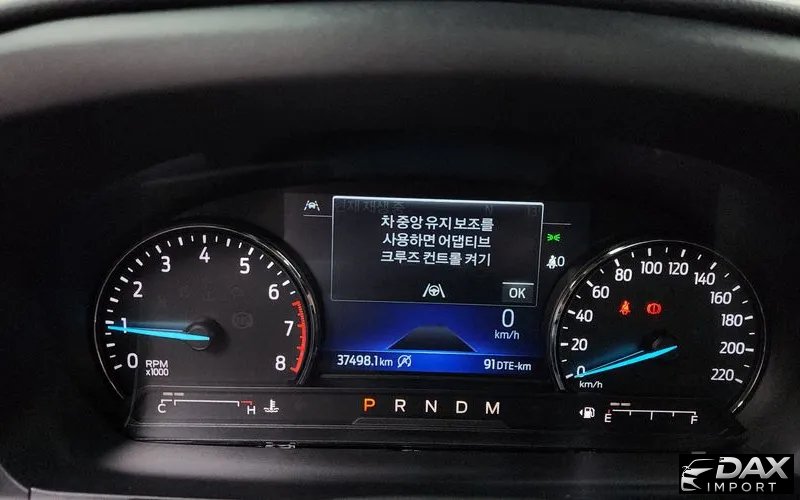 차 중앙 유지 보조를
사용하면 어댑티브
크루즈 컨트롤 켜기
OK
0
km/h
37498.1 km
91 DTE-km
0
1
2
3
4
5
6
7
8
RPM
x1000
0
20
40
60
80
100
120
140
160
180
200
220
km/h
C
H
P R N D M
E
F
DAX
IMPORT